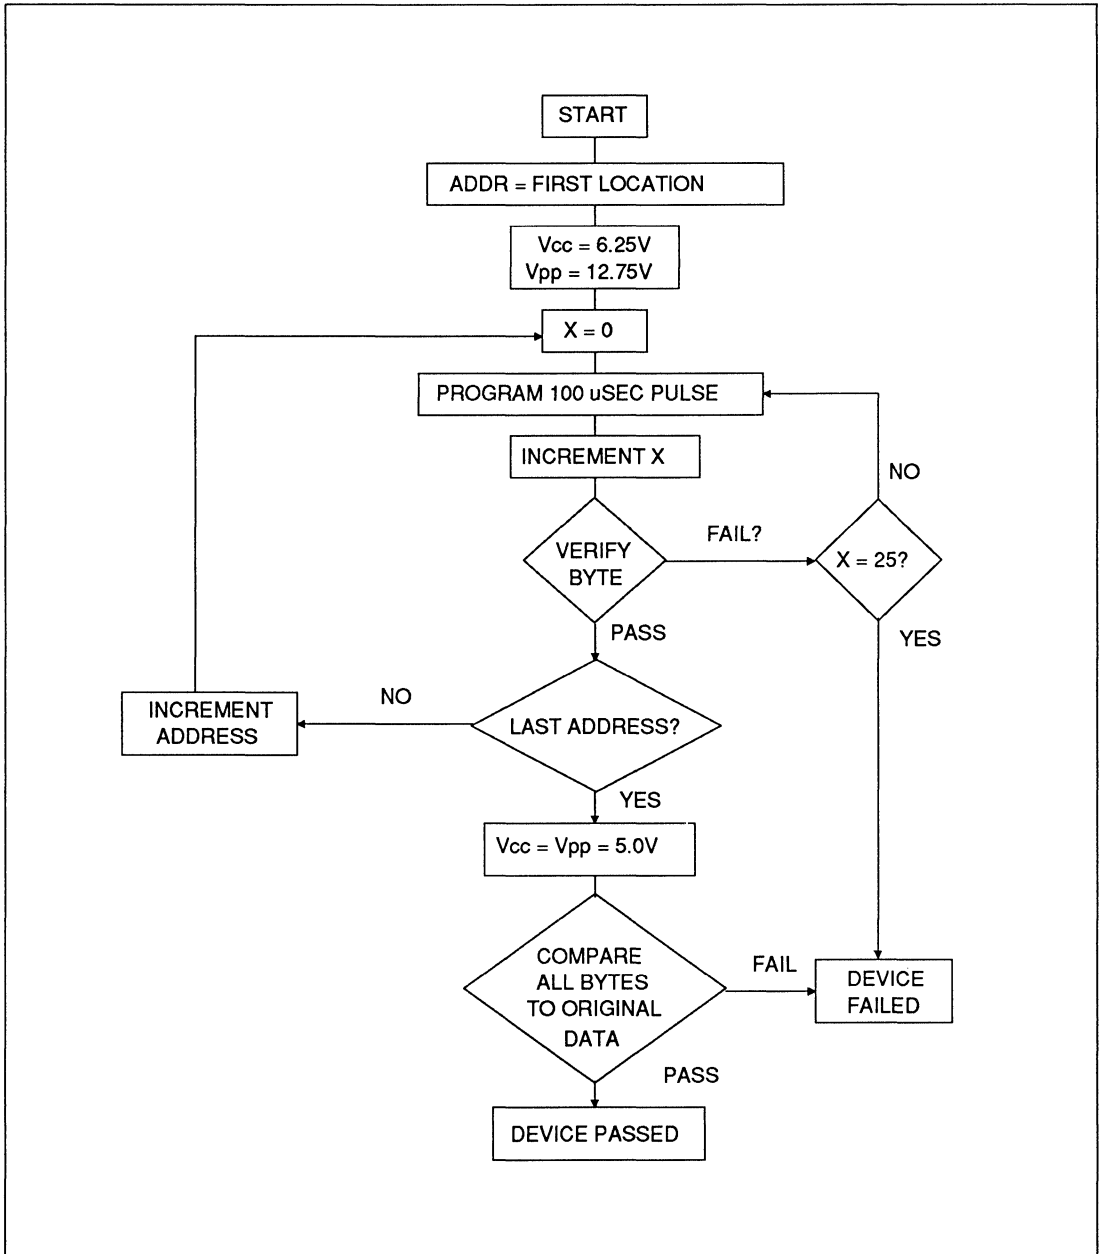 START
ADDR = FIRST LOCATION
Vcc = 6.25V
Vpp = 12.75V
X = 0
PROGRAM 100 uSEC PULSE
INCREMENT X
NO
FAIL?
VERIFY
BYTE
X = 25?
PASS
YES
NO
INCREMENT
ADDRESS
LAST ADDRESS?
YES
Vcc = Vpp = 5.0V
COMPARE
ALL BYTES
TO ORIGINAL
DATA
FAIL
DEVICE
FAILED
PASS
DEVICE PASSED